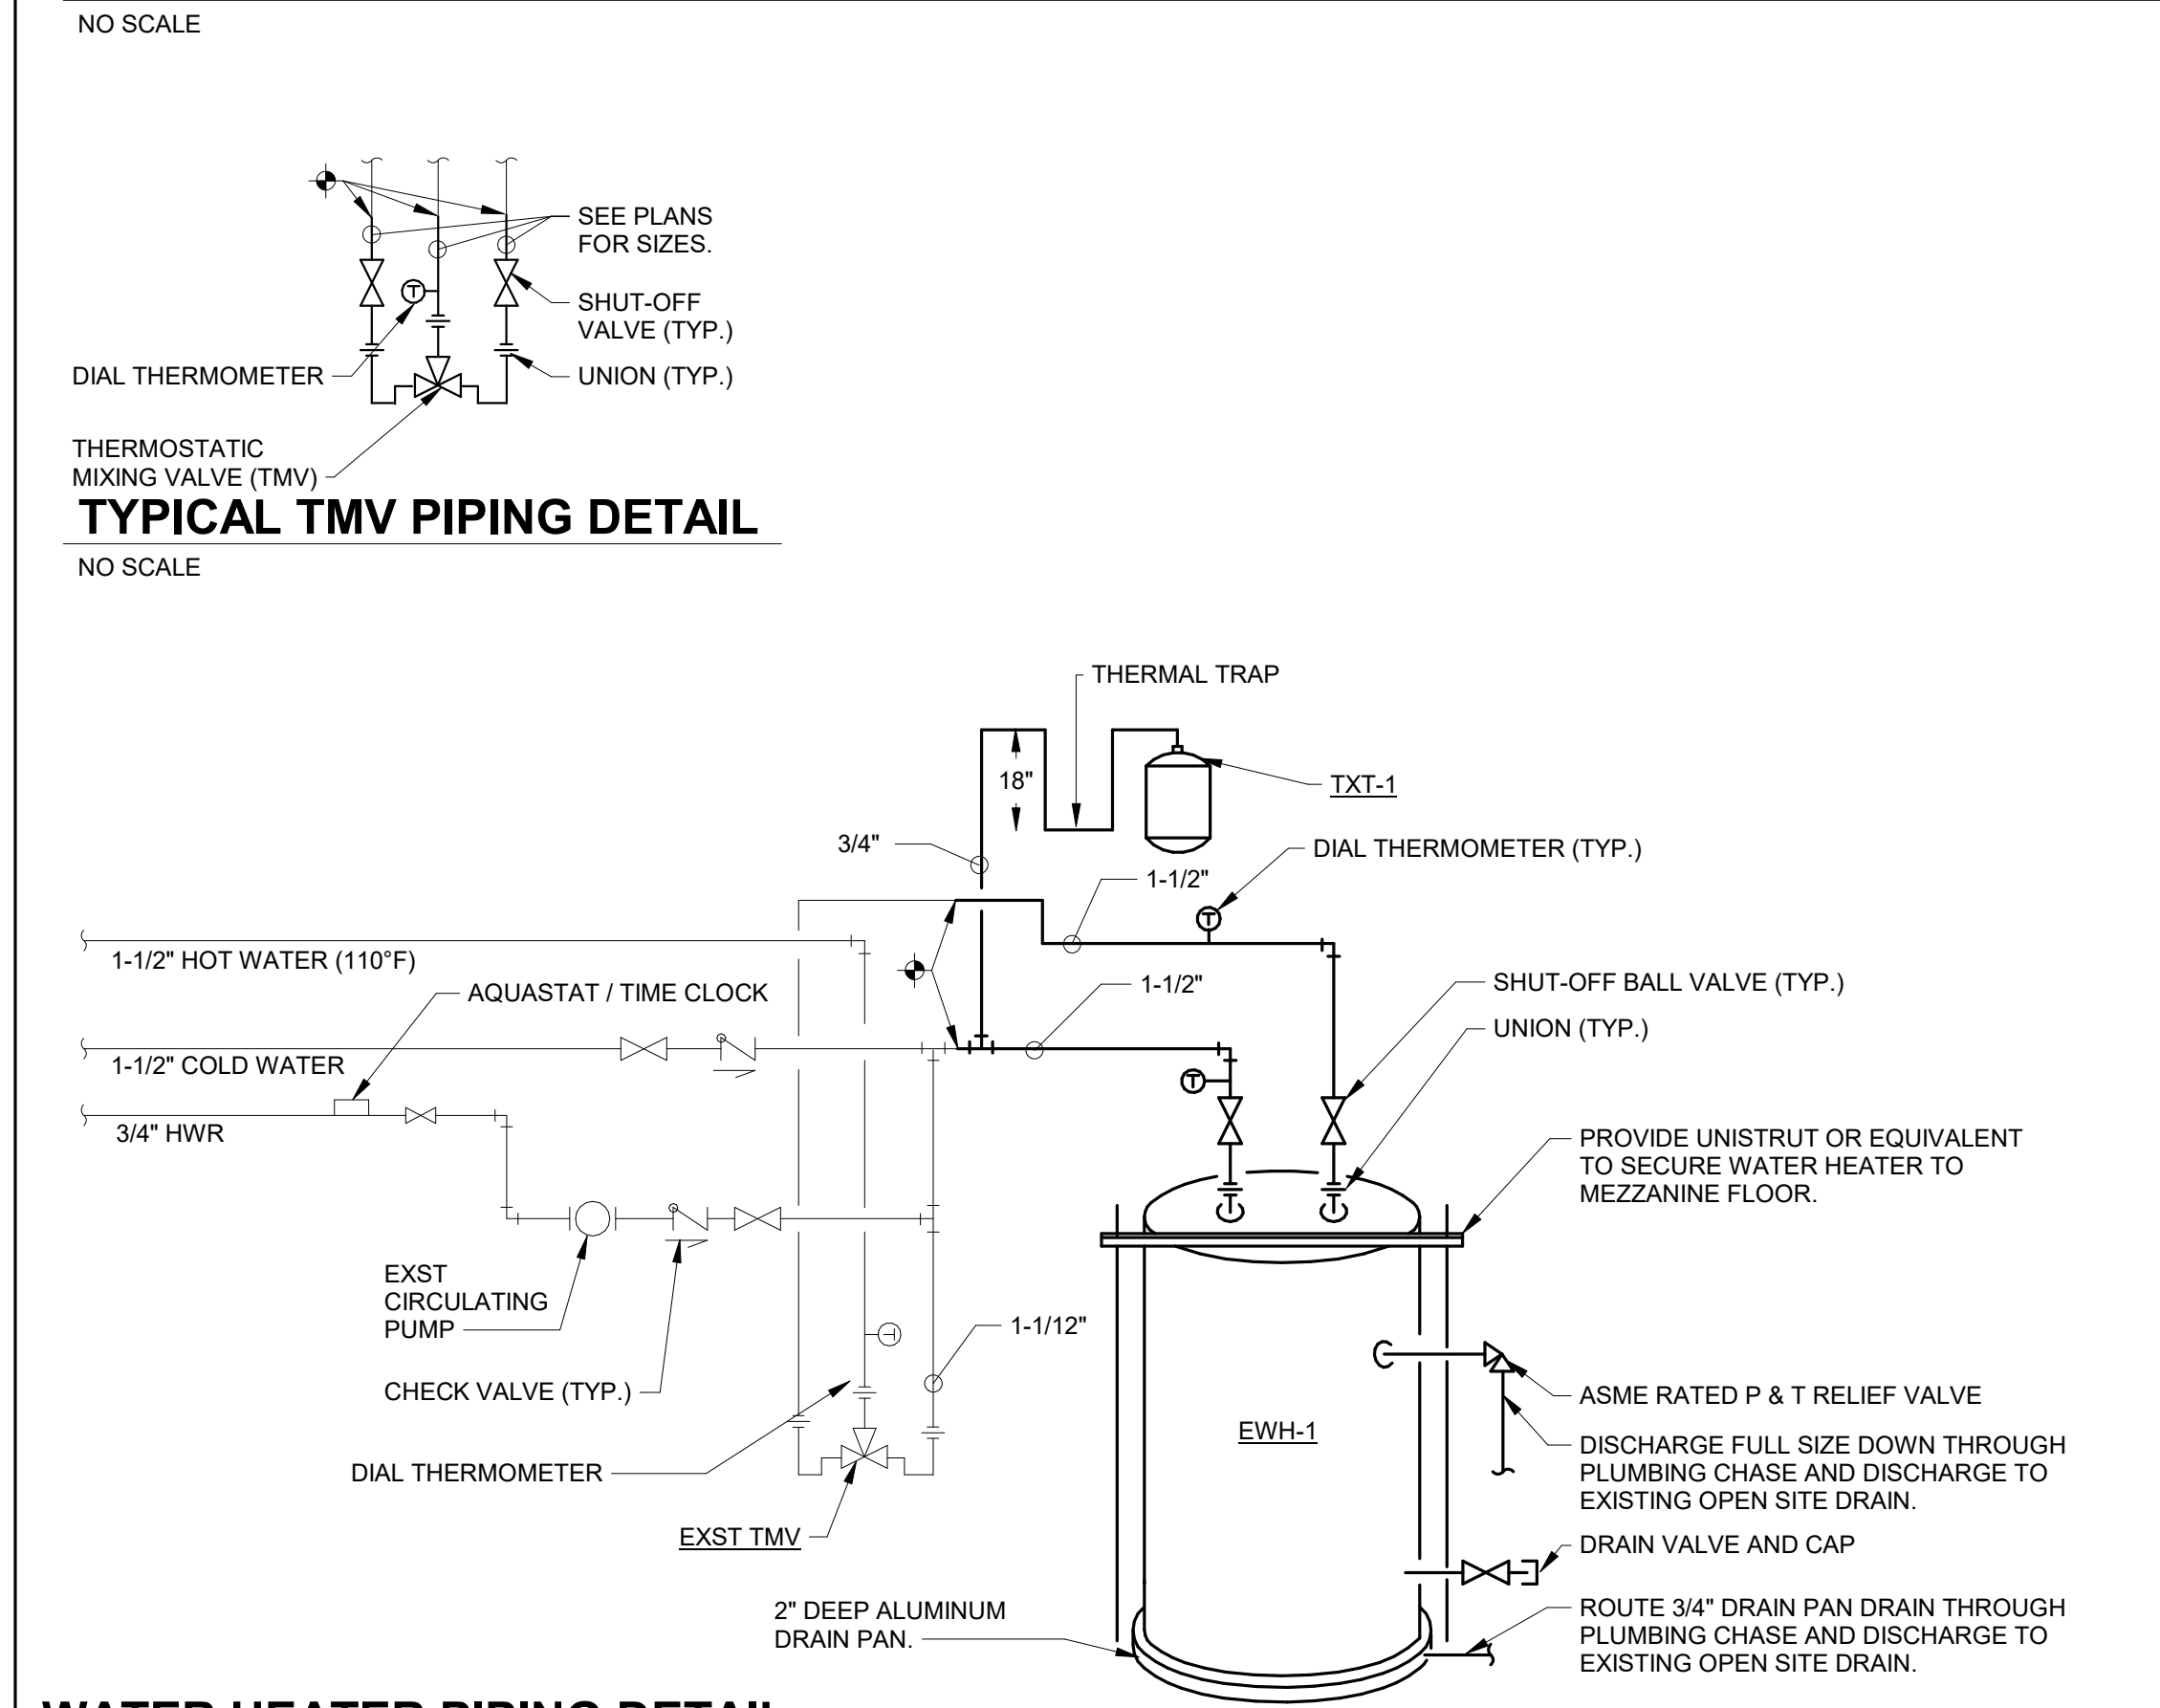 NO SCALE
SEE PLANS
FOR SIZES.
SHUT-OFF
VALVE (TYP.)
T
DIAL THERMOMETER
UNION (TYP.)
THERMOSTATIC
MIXING VALVE (TMV)
TYPICAL TMV PIPING DETAIL
NO SCALE
THERMAL TRAP
18"
TXT-1
3/4"
DIAL THERMOMETER (TYP.)
1-1/2"
T
1-1/2" HOT WATER (110°F)
AQUASTAT / TIME CLOCK
1-1/2"
SHUT-OFF BALL VALVE (TYP.)
UNION (TYP.)
1-1/2" COLD WATER
T
3/4" HWR
PROVIDE UNISTRUT OR EQUIVALENT
TO SECURE WATER HEATER TO
MEZZANINE FLOOR.
EXST
CIRCULATING
PUMP
1-1/12"
T
CHECK VALVE (TYP.)
ASME RATED P & T RELIEF VALVE
EWH-1
DISCHARGE FULL SIZE DOWN THROUGH
PLUMBING CHASE AND DISCHARGE TO
EXISTING OPEN SITE DRAIN.
DIAL THERMOMETER
EXST TMV
DRAIN VALVE AND CAP
2" DEEP ALUMINUM
DRAIN PAN.
ROUTE 3/4" DRAIN PAN DRAIN THROUGH
PLUMBING CHASE AND DISCHARGE TO
EXISTING OPEN SITE DRAIN.
WATER HEATER PIPING DETAIL